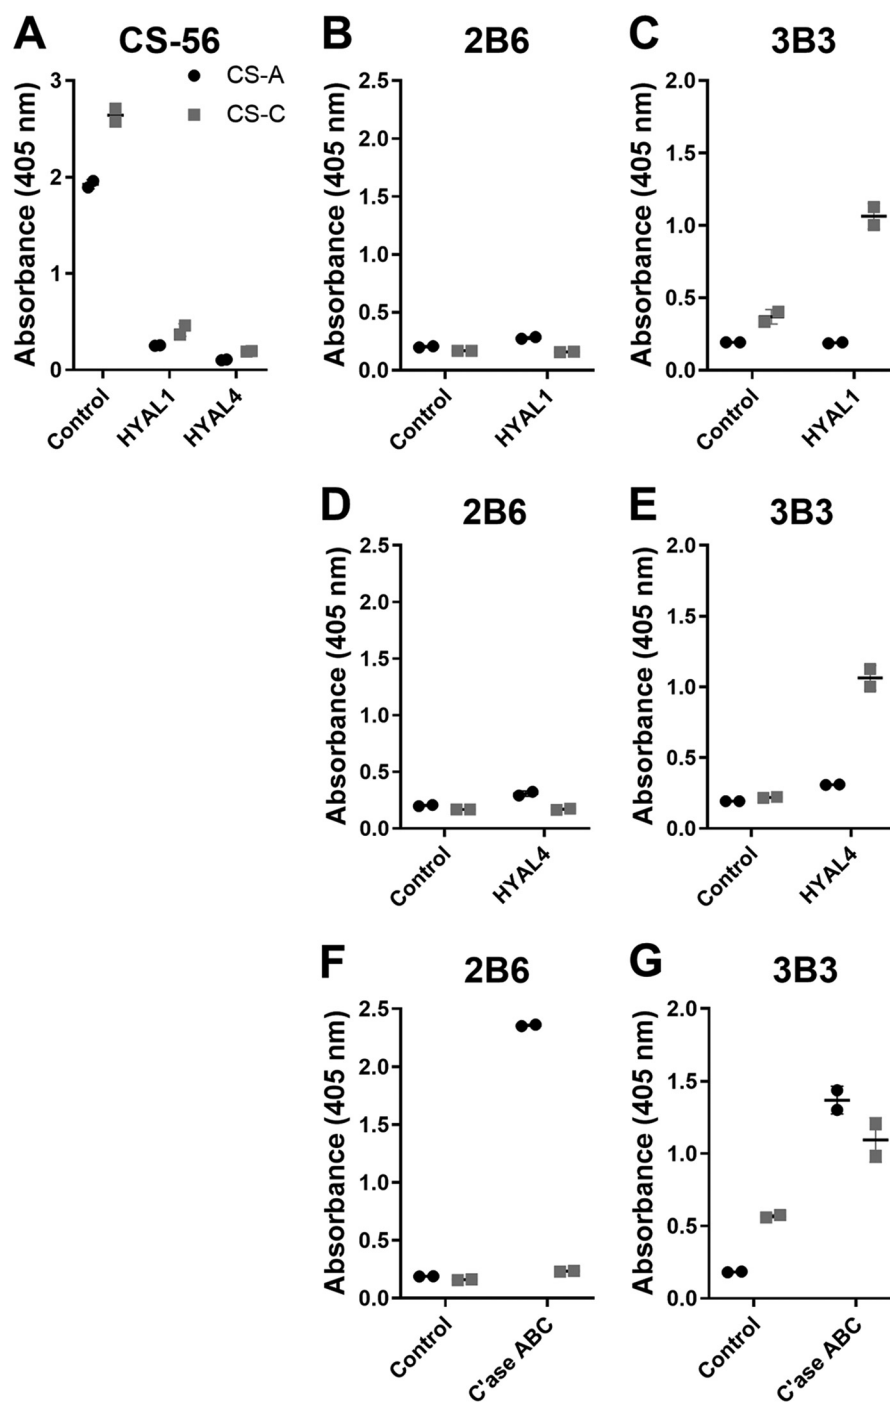 A CS-56
CS-A
CS-C
Absorbance (405 nm)
3
2
1
0
Control
HYAL1
HYAL4
B 2B6
Absorbance (405 nm)
2.5
2.0
1.5
1.0
0.5
0.0
Control
HYAL1
C 3B3
Absorbance (405 nm)
2.0
1.5
1.0
0.5
0.0
Control
HYAL1
D 2B6
Absorbance (405 nm)
2.5
2.0
1.5
1.0
0.5
0.0
Control
HYAL4
E 3B3
Absorbance (405 nm)
2.0
1.5
1.0
0.5
0.0
Control
HYAL4
F 2B6
Absorbance (405 nm)
2.5
2.0
1.5
1.0
0.5
0.0
Control
C'ase ABC
G 3B3
Absorbance (405 nm)
2.0
1.5
1.0
0.5
0.0
Control
C'ase ABC